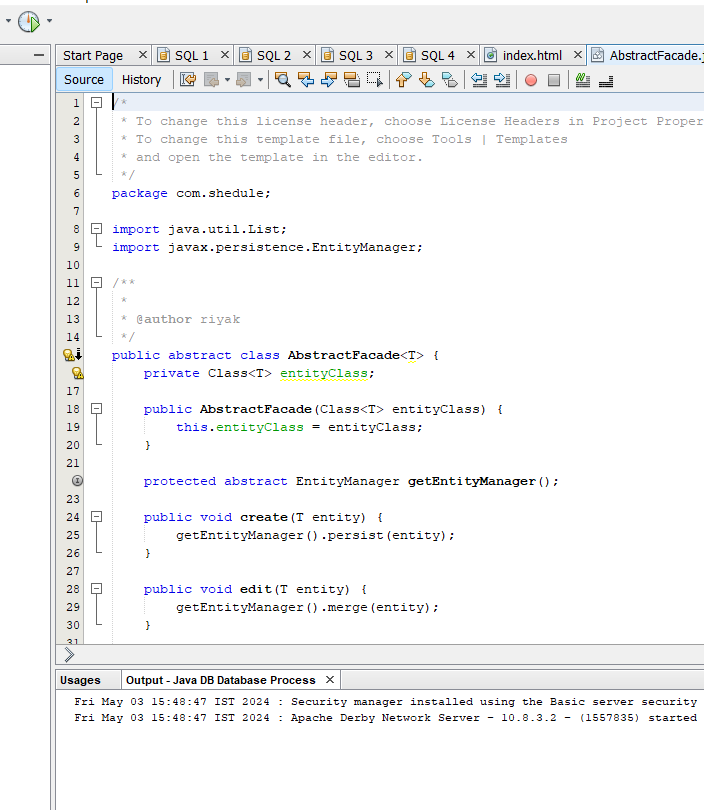 Start Page SQL 1 SQL 2 SQL 3 SQL 4 index.html AbstractFacade.j
Source History
1 /*
2 * To change this license header, choose License Headers in Project Proper
3 * To change this template file, choose Tools | Templates
4 * and open the template in the editor.
5 */
6 package com.shedule;
7
8 import java.util.List;
9 import javax.persistence.EntityManager;
10
11 /**
12 *
13 * @author riyak
14 */
public abstract class AbstractFacade<T> {
private Class<T> entityClass;
17
18 public AbstractFacade(Class<T> entityClass) {
19 this.entityClass = entityClass;
20 }
21
protected abstract EntityManager getEntityManager();
23
24 public void create(T entity) {
25 getEntityManager().persist(entity);
26 }
27
28 public void edit(T entity) {
29 getEntityManager().merge(entity);
30 }
31
Usages Output - Java DB Database Process
Fri May 03 15:48:47 IST 2024 : Security manager installed using the Basic server security
Fri May 03 15:48:47 IST 2024 : Apache Derby Network Server - 10.8.3.2 - (1557835) started